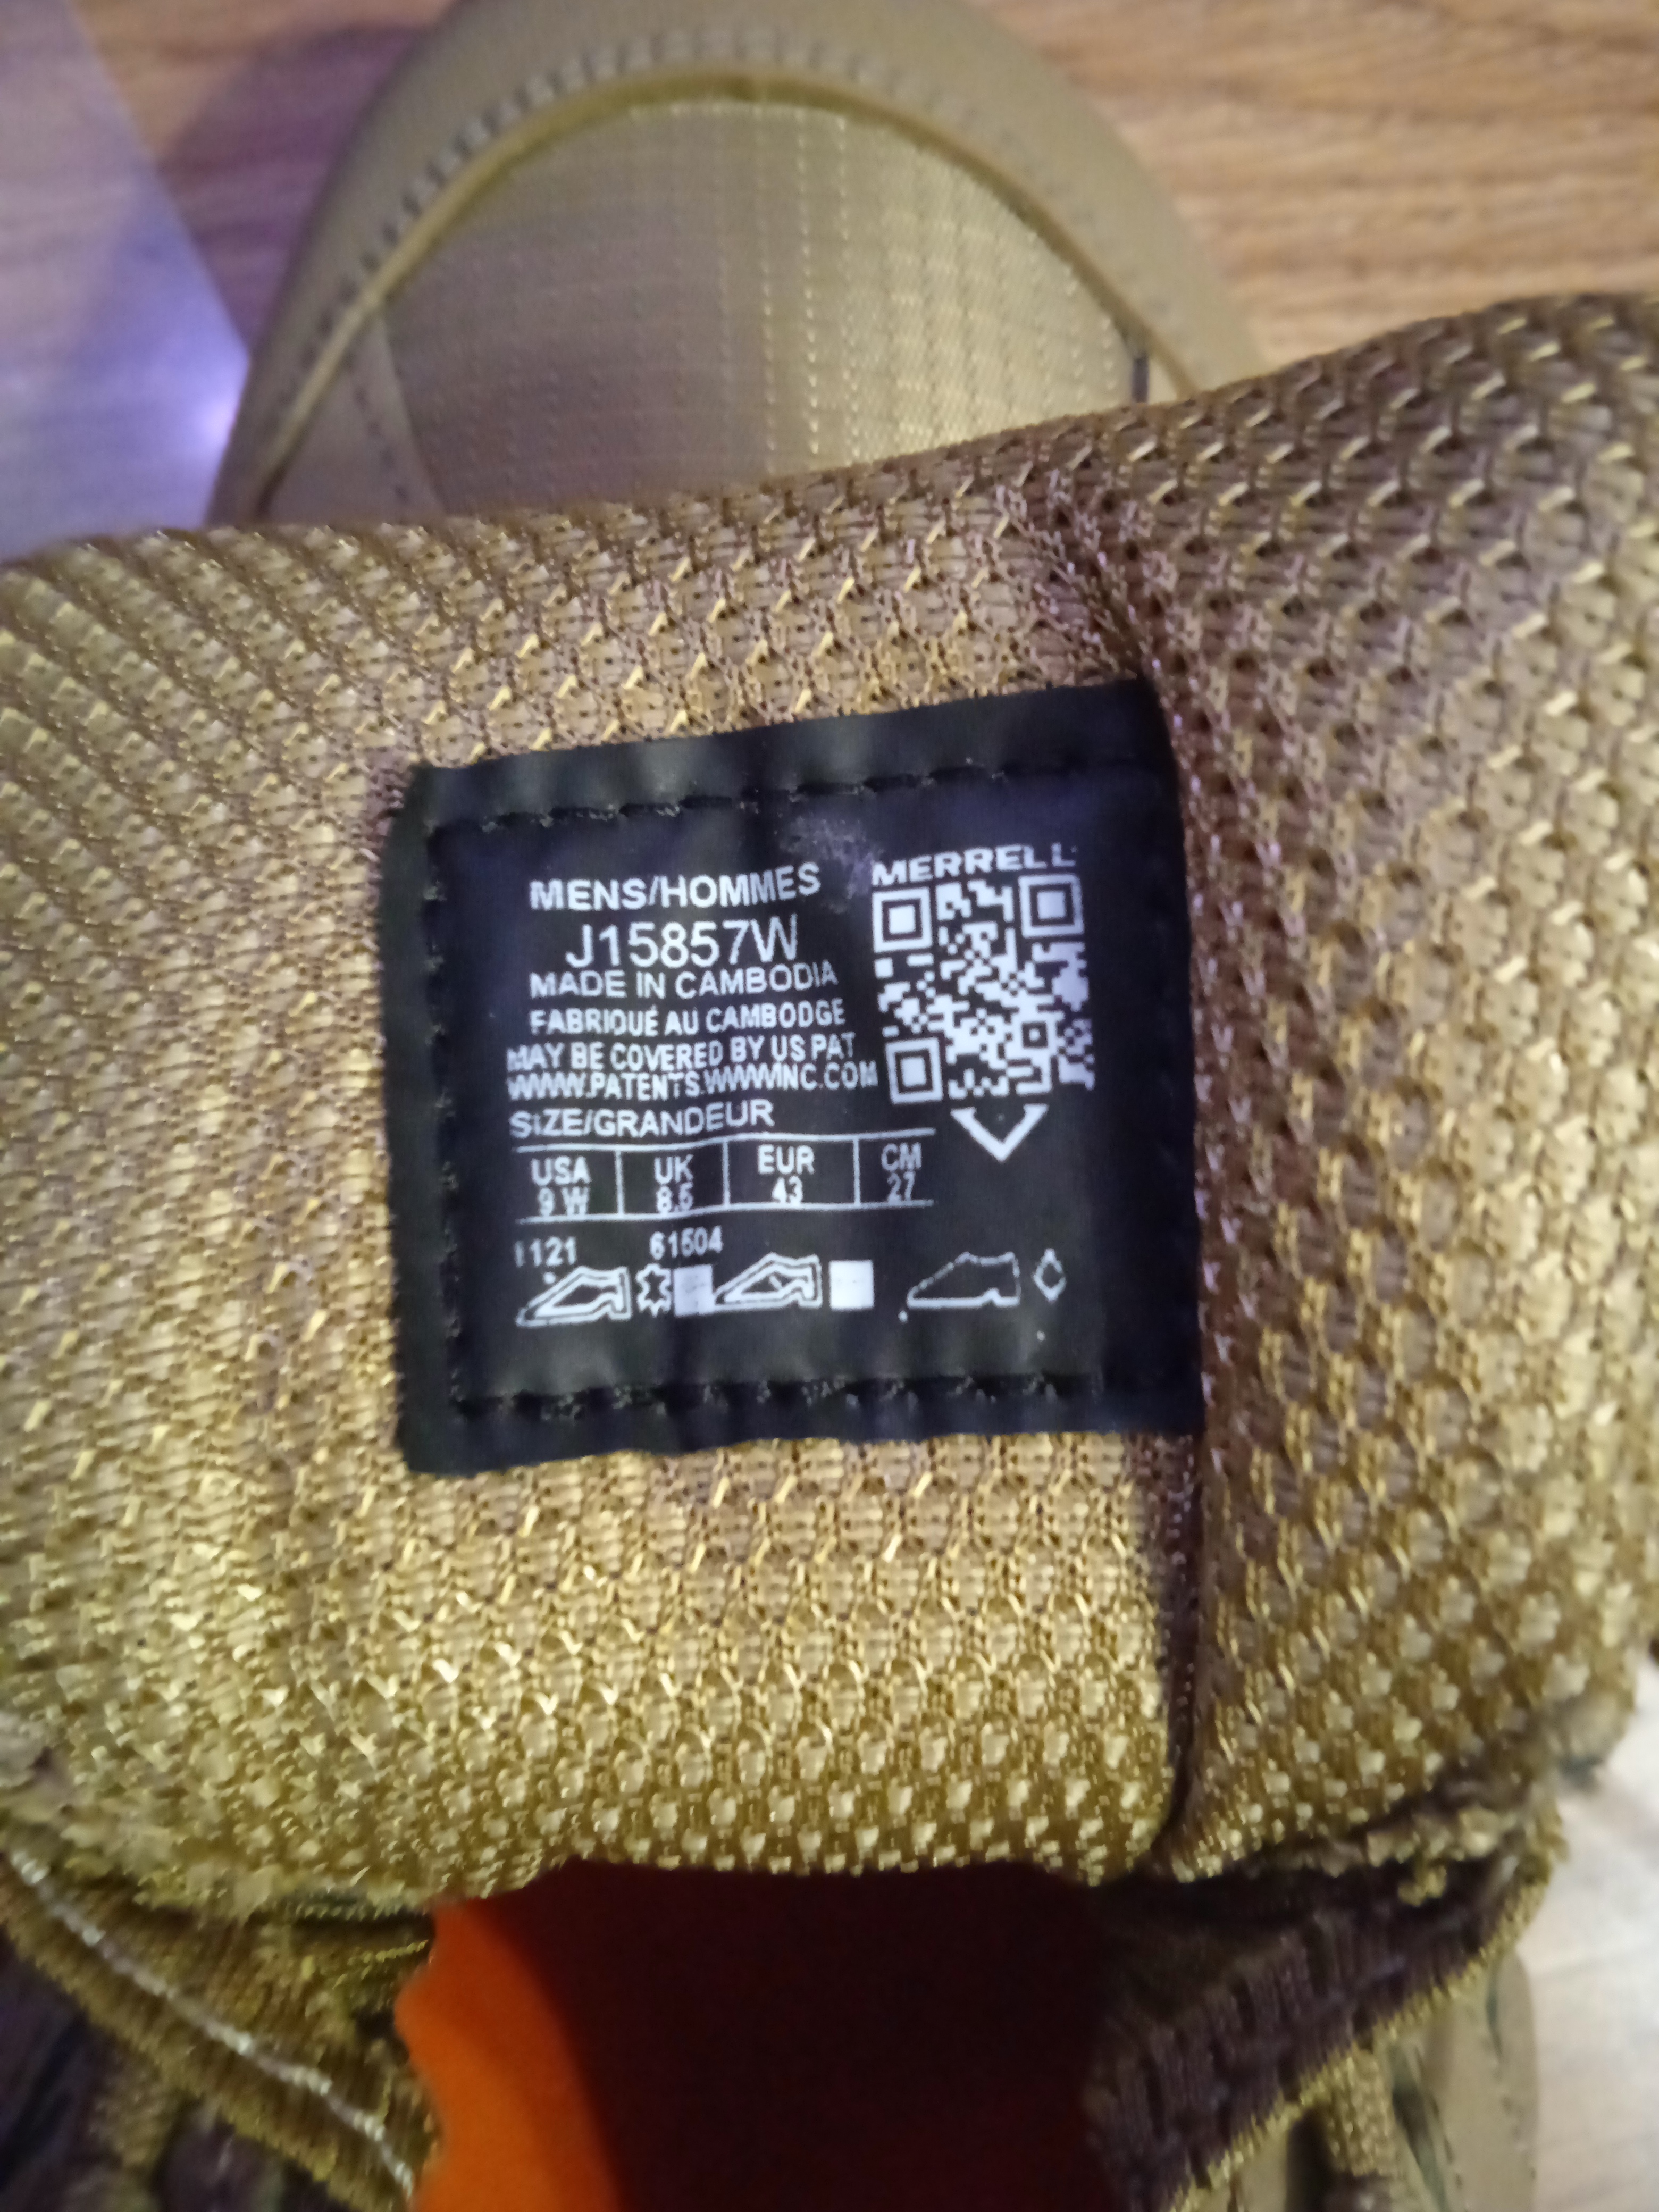 MENS/HOMMES
J15857W
MADE IN CAMBODIA
FABRIQUÉ AU CAMBODGE
MAY BE COVERED BY US PAT
WWW.PATENTS.WWWINC.COM
SIZE/GRANDEUR
USA UK EUR CM
9 W 8.5 43 27
1121 61504
MERRELL